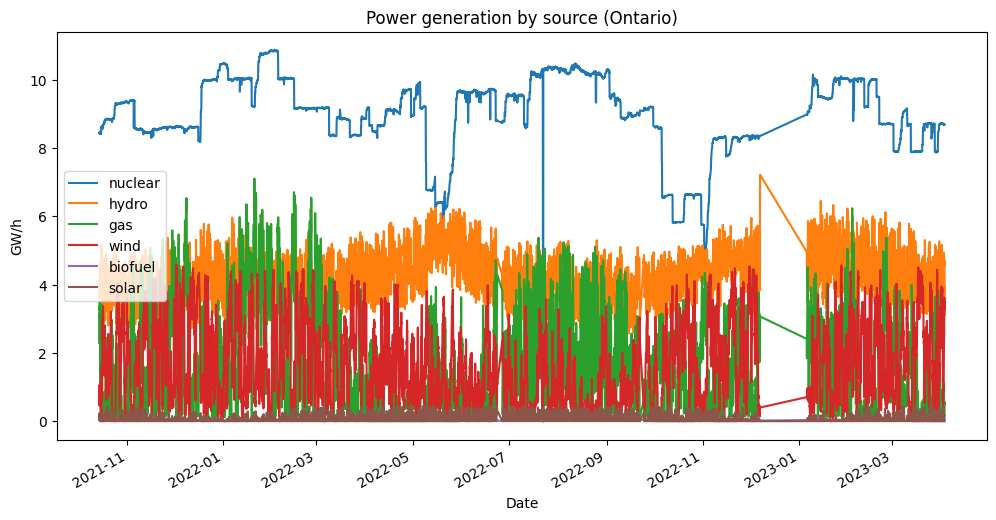 Power generation by source (Ontario)
GW/h
10
8
6
4
2
0
nuclear
hydro
gas
wind
biofuel
solar
2021-11
2022-01
2022-03
2022-05
2022-07
2022-09
2022-11
2023-01
2023-03
Date